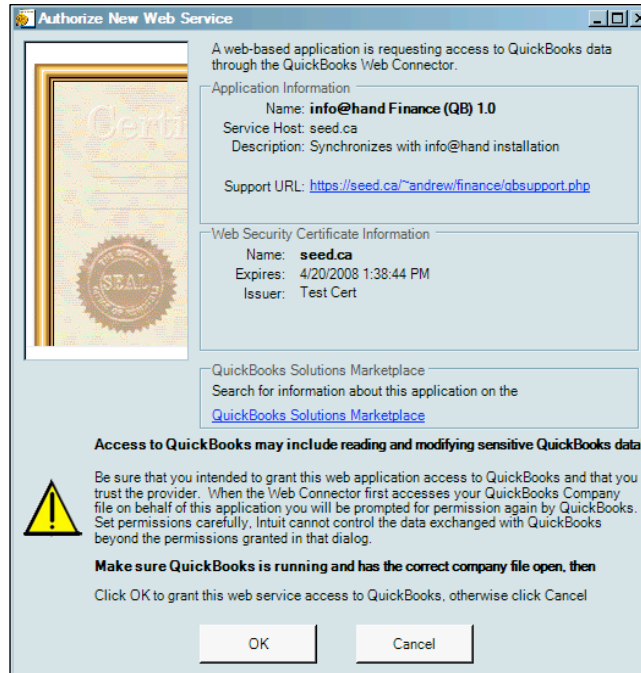 Authorize New Web Service
A web-based application is requesting access to QuickBooks data
through the QuickBooks Web Connector.
Application Information
Name: info@hand Finance (QB) 1.0
Service Host: seed.ca
Description: Synchronizes with info@hand installation
Support URL: https://seed.ca/~andrew/finance/qbsupport.php
Certi
THE OFFICIAL
SEAL
Web Security Certificate Information
Name: seed.ca
Expires: 4/20/2008 1:38:44 PM
Issuer: Test Cert
QuickBooks Solutions Marketplace
Search for information about this application on the
QuickBooks Solutions Marketplace
Access to QuickBooks may include reading and modifying sensitive QuickBooks data
Be sure that you intended to grant this web application access to QuickBooks and that you
trust the provider. When the Web Connector first accesses your QuickBooks Company
file on behalf of this application you will be prompted for permission again by QuickBooks.
Set permissions carefully, Intuit cannot control the data exchanged with QuickBooks
beyond the permissions granted in that dialog.
Make sure QuickBooks is running and has the correct company file open, then
Click OK to grant this web service access to QuickBooks, otherwise click Cancel
OK
Cancel